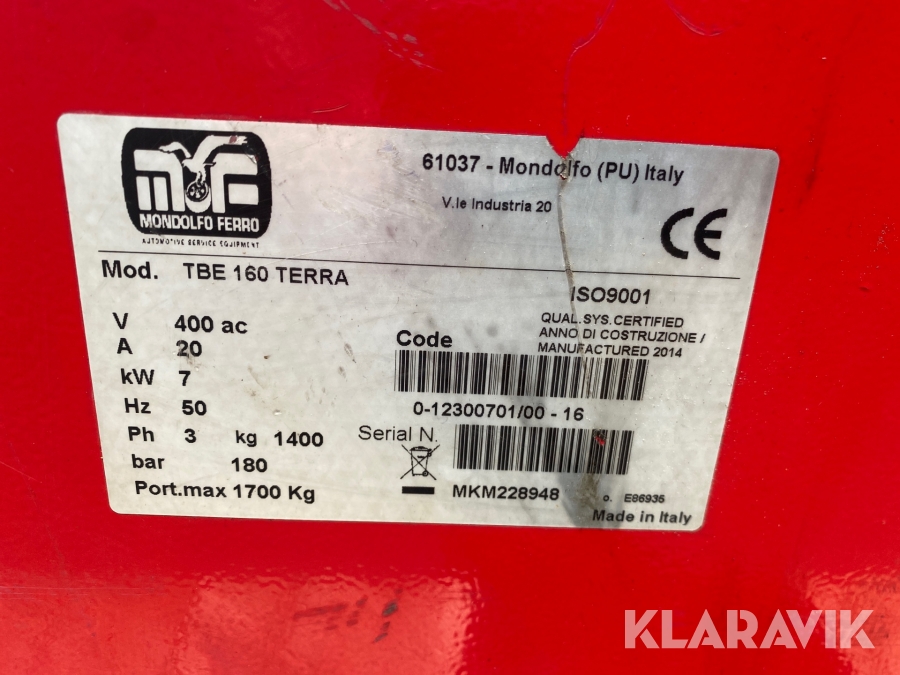 MF
MONDOLFO FERRO
AUTOMOTIVE SERVICE EQUIPMENT
61037 - Mondolfo (PU) Italy
V.le Industria 20
CE
Mod. TBE 160 TERRA
ISO9001
QUAL.SYS.CERTIFIED
ANNO DI COSTRUZIONE /
MANUFACTURED 2014
V 400 ac
A 20
kW 7
Hz 50
Ph 3 kg 1400
bar 180
Port.max 1700 Kg
Code
0-12300701/00 - 16
Serial N.
MKM228948
o. E86935
Made in Italy
KLARAVIK